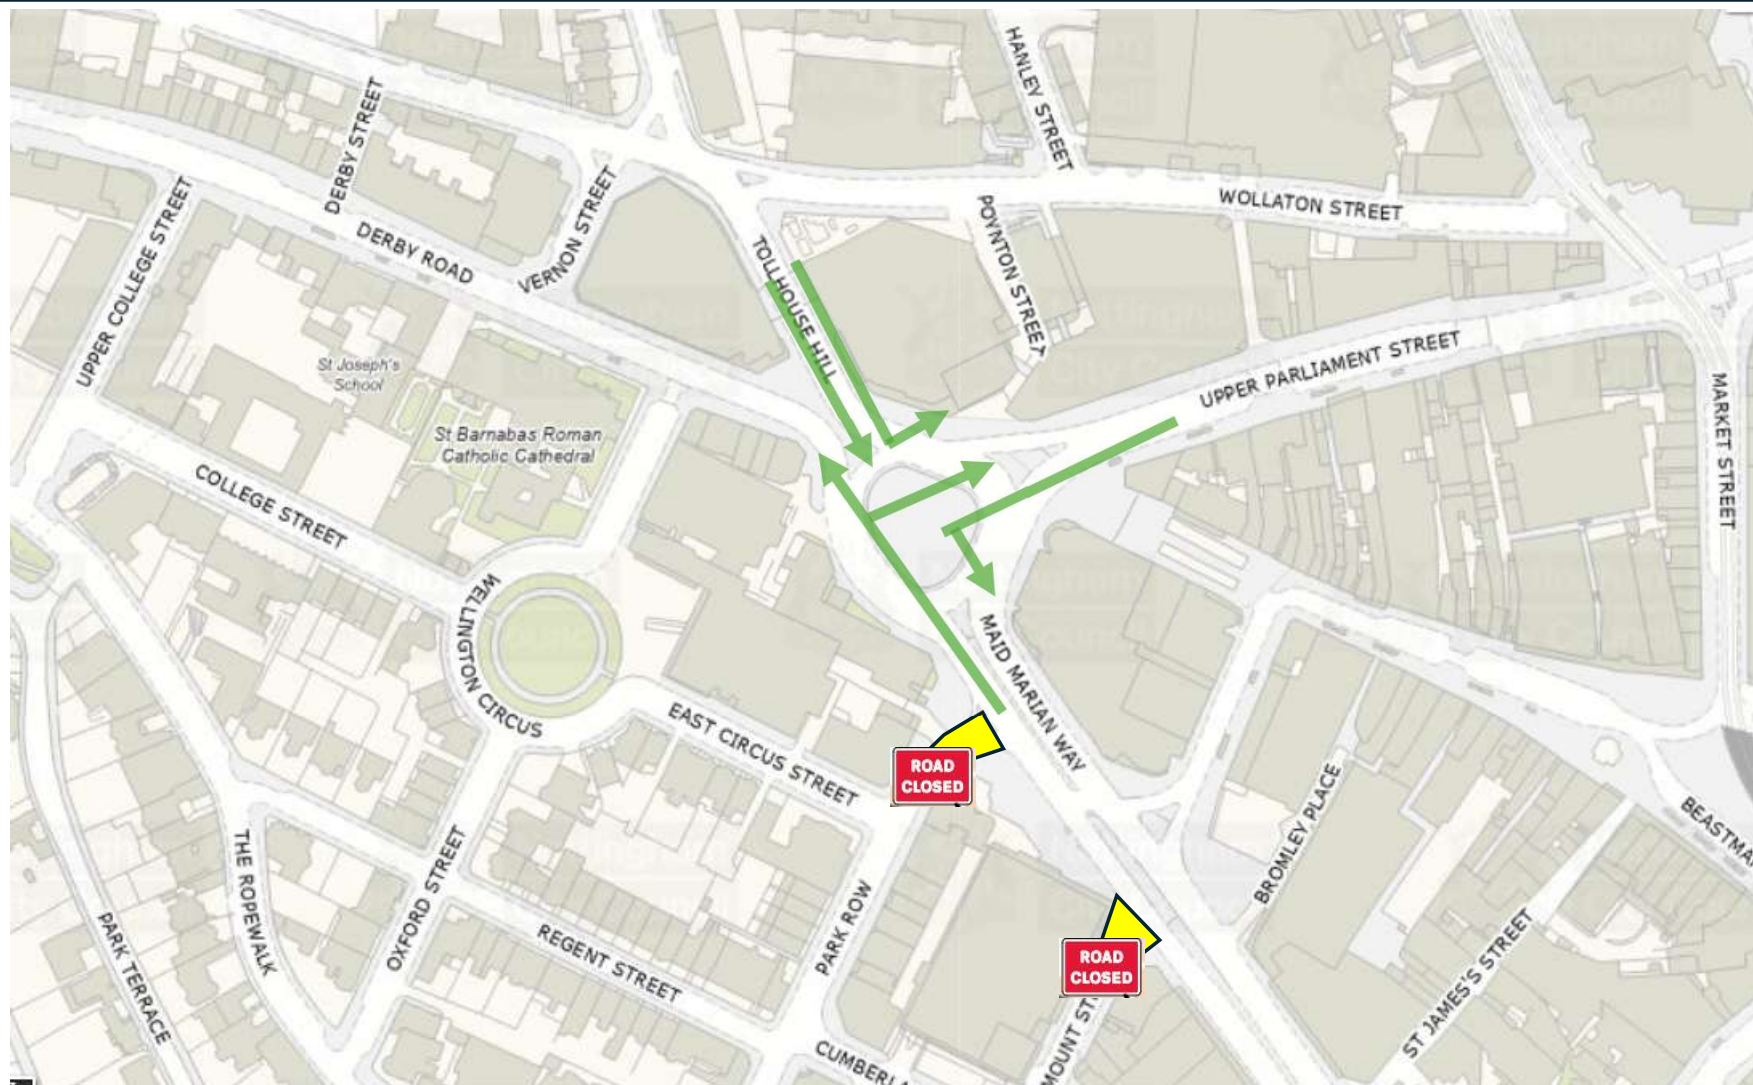 HANLEY STREET
DERBY STREET
WOLLATON STREET
UPPER COLLEGE STREET
VERNON STREET
POYNTON STREET
DERBY ROAD
TOLLHOUSE HILL
UPPER PARLIAMENT STREET
St Joseph's
School
MARKET STREET
St Barnabas Roman
Catholic Cathedral
COLLEGE STREET
WELLINGTON CIRCUS
MAID MARIAN WAY
EAST CIRCUS STREET
ROAD
CLOSED
BROMLEY PLACE
THE ROPEWALK
OXFORD STREET
PARK ROW
PARK TERRACE
REGENT STREET
ROAD
CLOSED
ST JAMES'S STREET
MOUNT ST
CUMBERL
BEASTMA